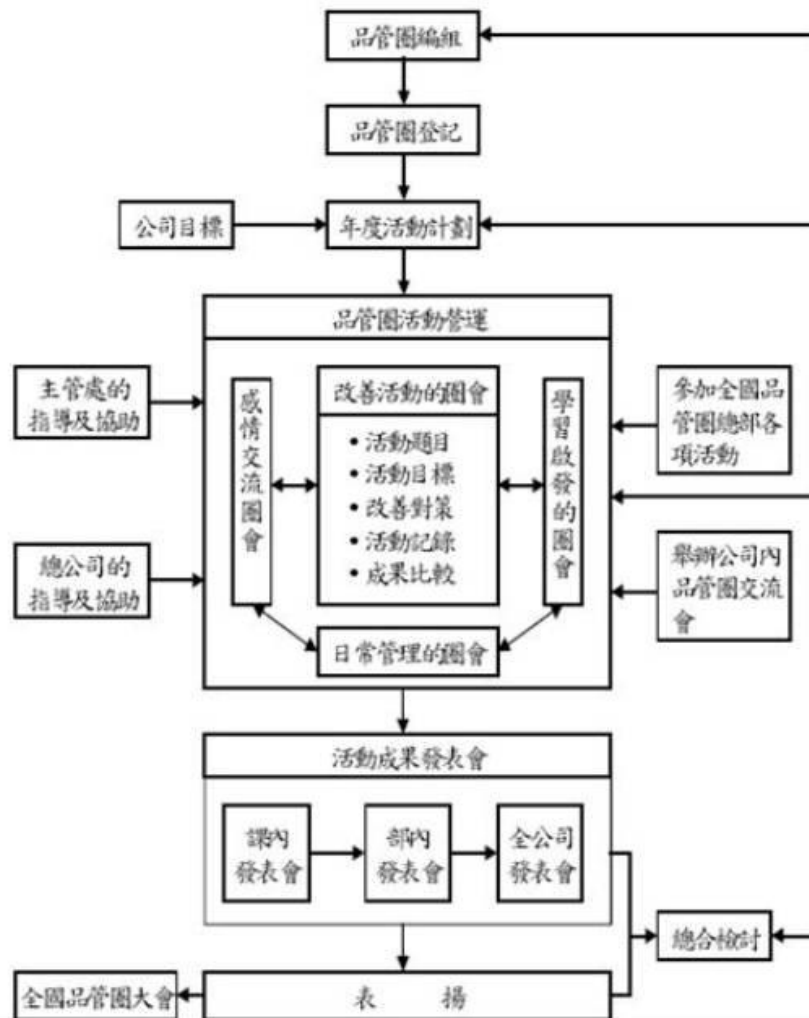 品管圈編組
品管圈登記
公司目標
年度活動計劃
品管圈活動營運
主管處的
指導及協助
總公司的
指導及協助
感情交流圈會
改善活動的圈會
• 活動題目
• 活動目標
• 改善對策
• 活動記錄
• 成果比較
學習啟發的圈會
日常管理的圈會
參加全國品
管圈總部各
項活動
舉辦公司內
品管圈交流
會
活動成果發表會
課內
發表會
部內
發表會
全公司
發表會
總合檢討
全國品管圈大會
表 揚